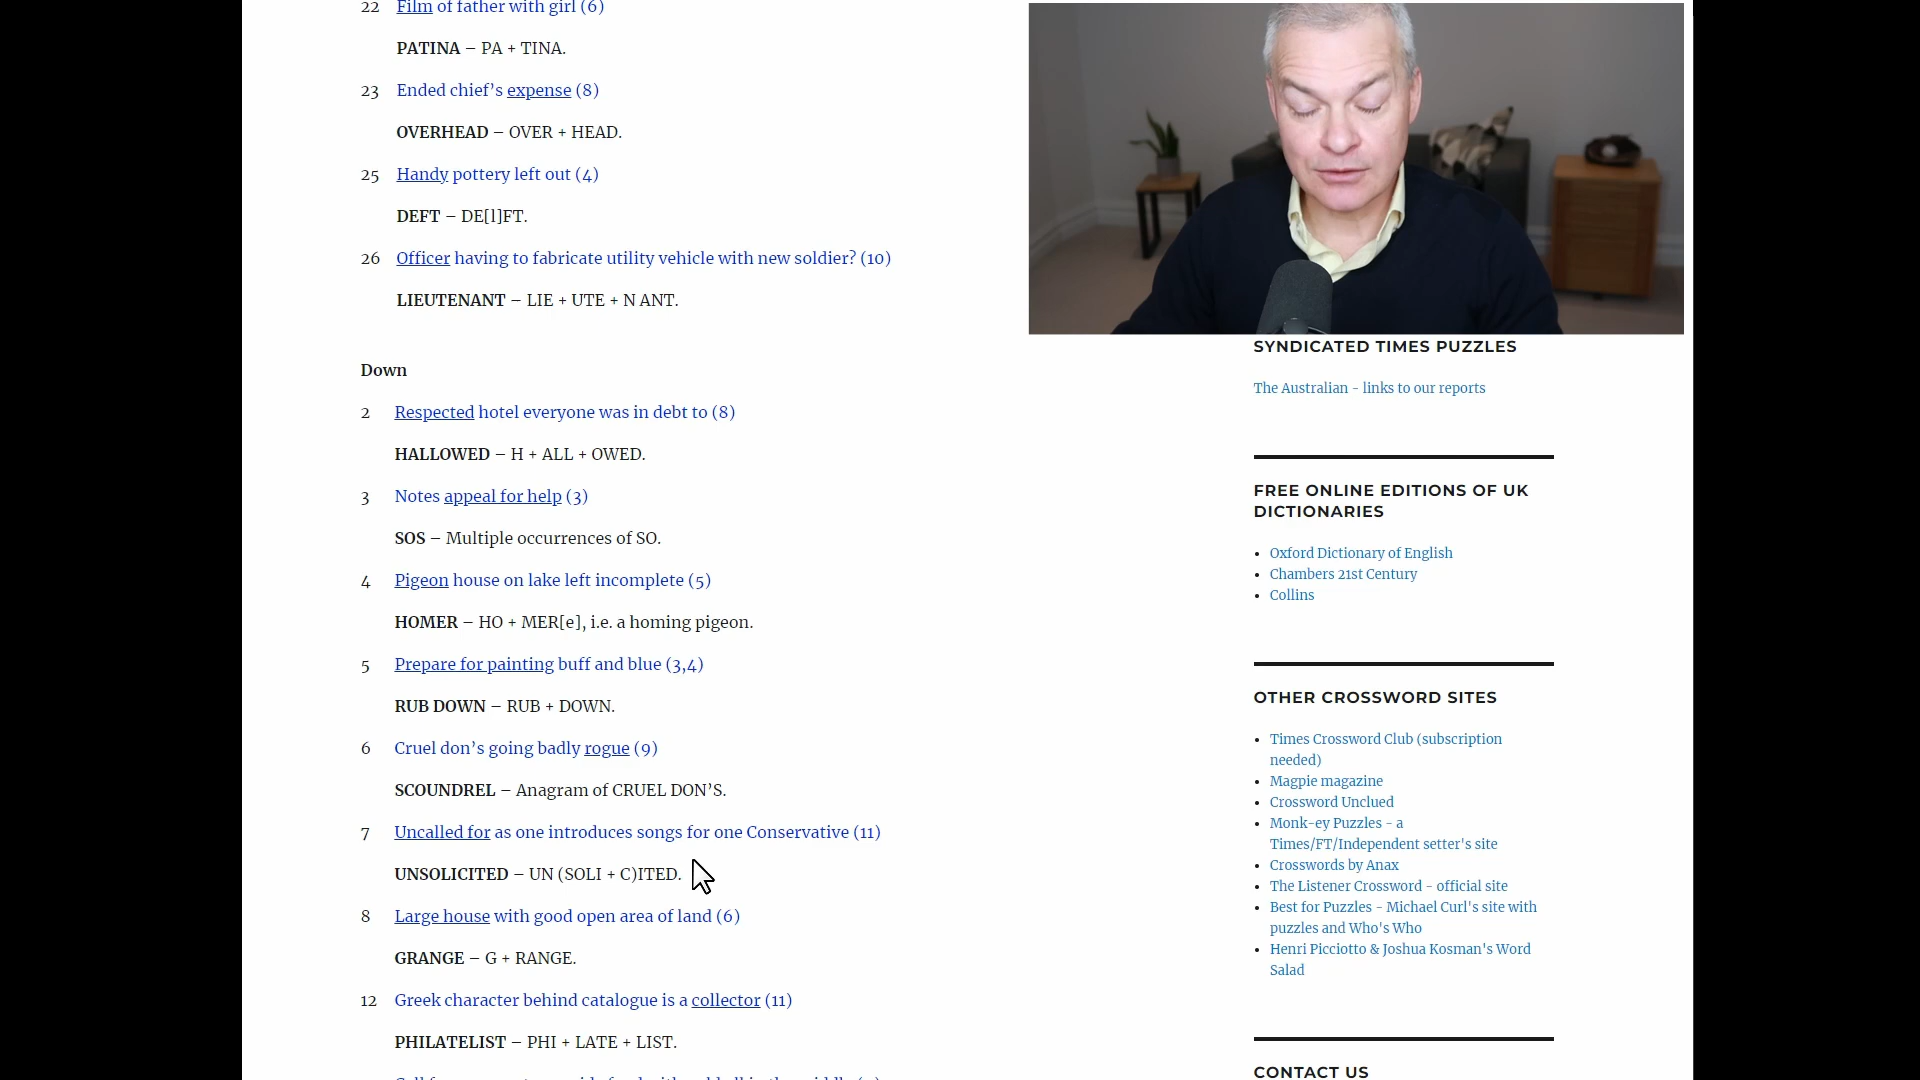 22 Film of father with girl (6)
PATINA – PA + TINA.
23 Ended chief’s expense (8)
OVERHEAD – OVER + HEAD.
25 Handy pottery left out (4)
DEFT – DE[l]FT.
26 Officer having to fabricate utility vehicle with new soldier? (10)
LIEUTENANT – LIE + UTE + N ANT.
Down
2 Respected hotel everyone was in debt to (8)
HALLOWED – H + ALL + OWED.
3 Notes appeal for help (3)
SOS – Multiple occurrences of SO.
4 Pigeon house on lake left incomplete (5)
HOMER – HO + MER[e], i.e. a homing pigeon.
5 Prepare for painting buff and blue (3,4)
RUB DOWN – RUB + DOWN.
6 Cruel don’s going badly rogue (9)
SCOUNDREL – Anagram of CRUEL DON’S.
7 Uncalled for as one introduces songs for one Conservative (11)
UNSOLICITED – UN (SOLI + C)ITED.
8 Large house with good open area of land (6)
GRANGE – G + RANGE.
12 Greek character behind catalogue is a collector (11)
PHILATELIST – PHI + LATE + LIST.
SYNDICATED TIMES PUZZLES
The Australian - links to our reports
FREE ONLINE EDITIONS OF UK
DICTIONARIES
• Oxford Dictionary of English
• Chambers 21st Century
• Collins
OTHER CROSSWORD SITES
• Times Crossword Club (subscription
needed)
• Magpie magazine
• Crossword Unclued
• Monk-ey Puzzles - a
Times/FT/Independent setter's site
• Crosswords by Anax
• The Listener Crossword - official site
• Best for Puzzles - Michael Curl's site with
puzzles and Who's Who
• Henri Picciotto & Joshua Kosman's Word
Salad
CONTACT US